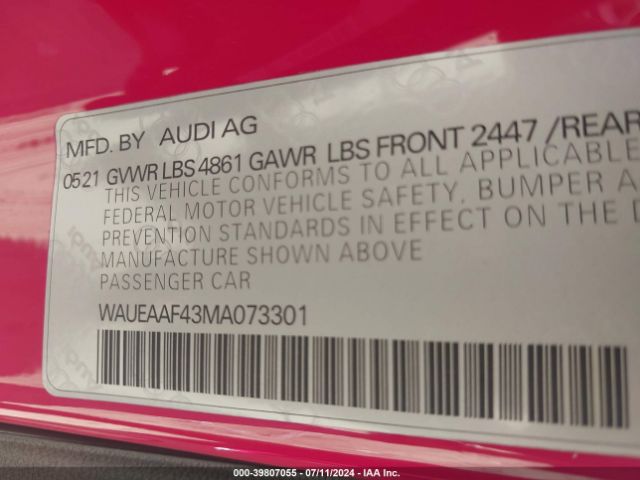 MFD. BY AUDI AG
0521 GVWR LBS 4861 GAWR LBS FRONT 2447 /REAR
THIS VEHICLE CONFORMS TO ALL APPLICABLE
FEDERAL MOTOR VEHICLE SAFETY, BUMPER A
PREVENTION STANDARDS IN EFFECT ON THE D
MANUFACTURE SHOWN ABOVE
PASSENGER CAR
WAUEAAF43MA073301
000-39807055 - 07/11/2024 - IAA Inc.